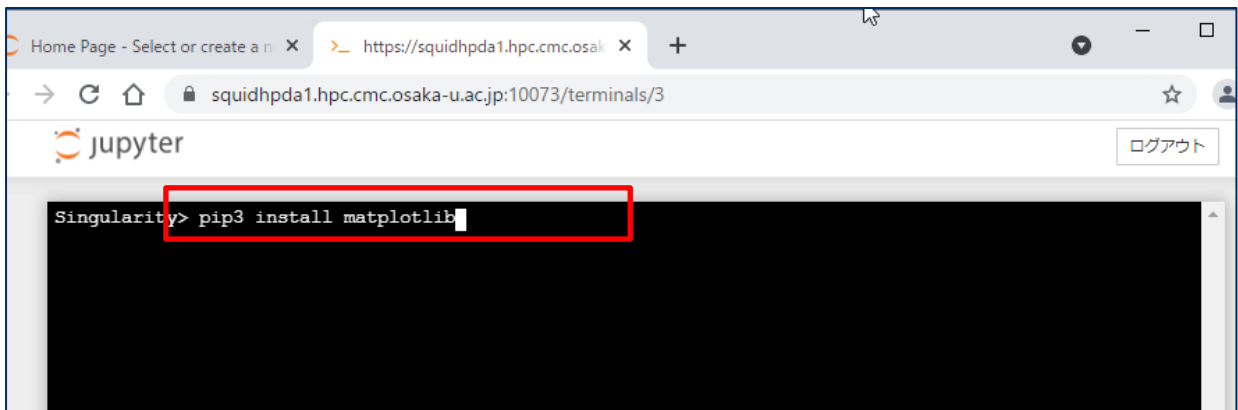 Home Page - Select or create a n
>_ https://squidhpda1.hpc.cmc.osak
squidhpda1.hpc.cmc.osaka-u.ac.jp:10073/terminals/3
jupyter
ログアウト
Singularity> pip3 install matplotlib